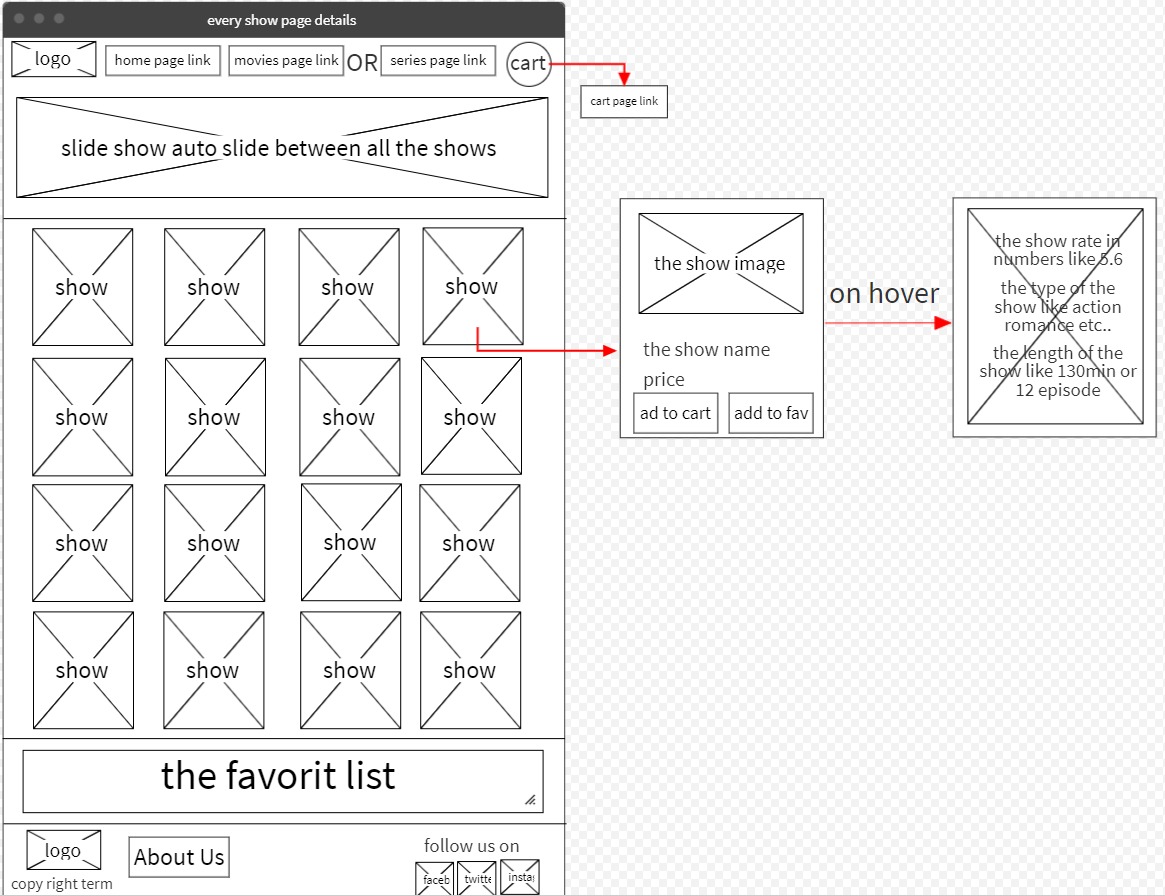 every show page details
logo
home page link
movies page link
OR
series page link
cart
cart page link
slide show auto slide between all the shows
show
show
show
show
the show image
the show name
price
ad to cart
add to fav
on hover
the show rate in
numbers like 5.6
the type of the
show like action
romance etc..
the length of the
show like 130min or
12 episode
show
show
show
show
show
show
show
show
show
show
show
show
the favorit list
logo
copy right term
About Us
follow us on
faceb
twitte
insta